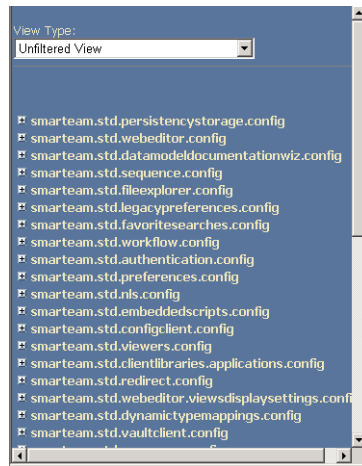 View Type:
Unfiltered View
smarteam.std.persistencystorage.config
smarteam.std.webeditor.config
smarteam.std.datamodeldocumentationwiz.config
smarteam.std.sequence.config
smarteam.std.fileexplorer.config
smarteam.std.legacypreferences.config
smarteam.std.favoritesearches.config
smarteam.std.workflow.config
smarteam.std.authentication.config
smarteam.std.preferences.config
smarteam.std.nls.config
smarteam.std.embeddedscripts.config
smarteam.std.configclient.config
smarteam.std.viewers.config
smarteam.std.clientlibraries.applications.config
smarteam.std.redirect.config
smarteam.std.webeditor.viewsdisplaysettings.confi
smarteam.std.dynamictypemappings.config
smarteam.std.vaultclient.config